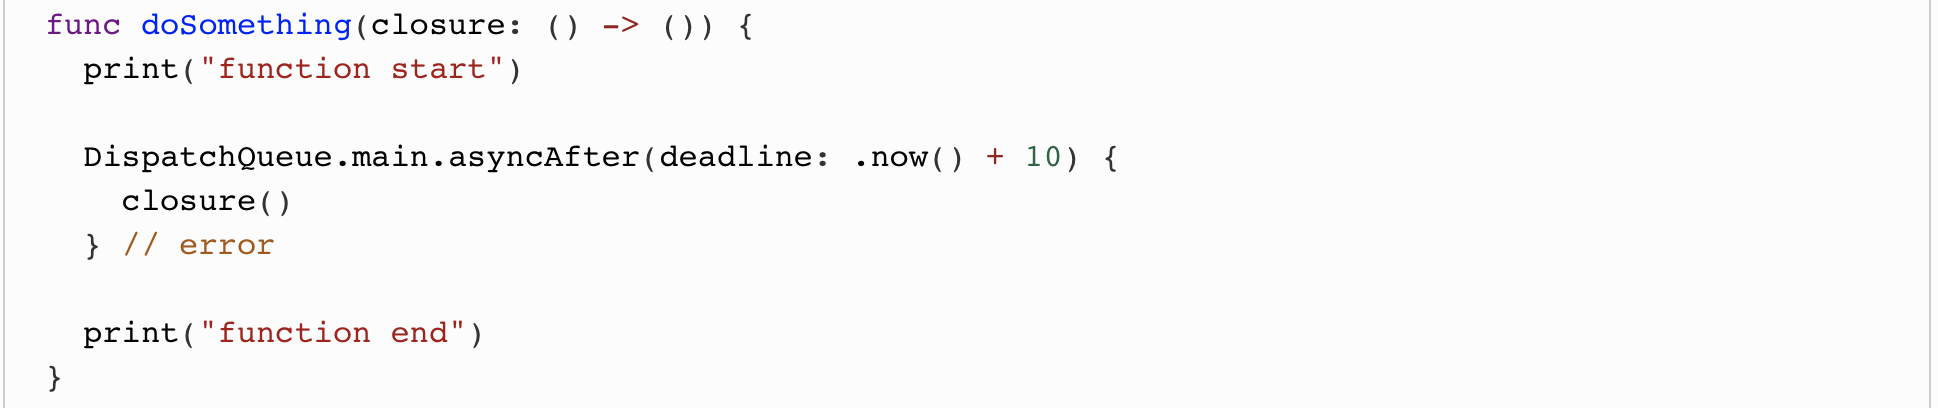 func doSomething(closure: () -> ()) {
  print("function start")

  DispatchQueue.main.asyncAfter(deadline: .now() + 10) {
    closure()
  } // error

  print("function end")
}